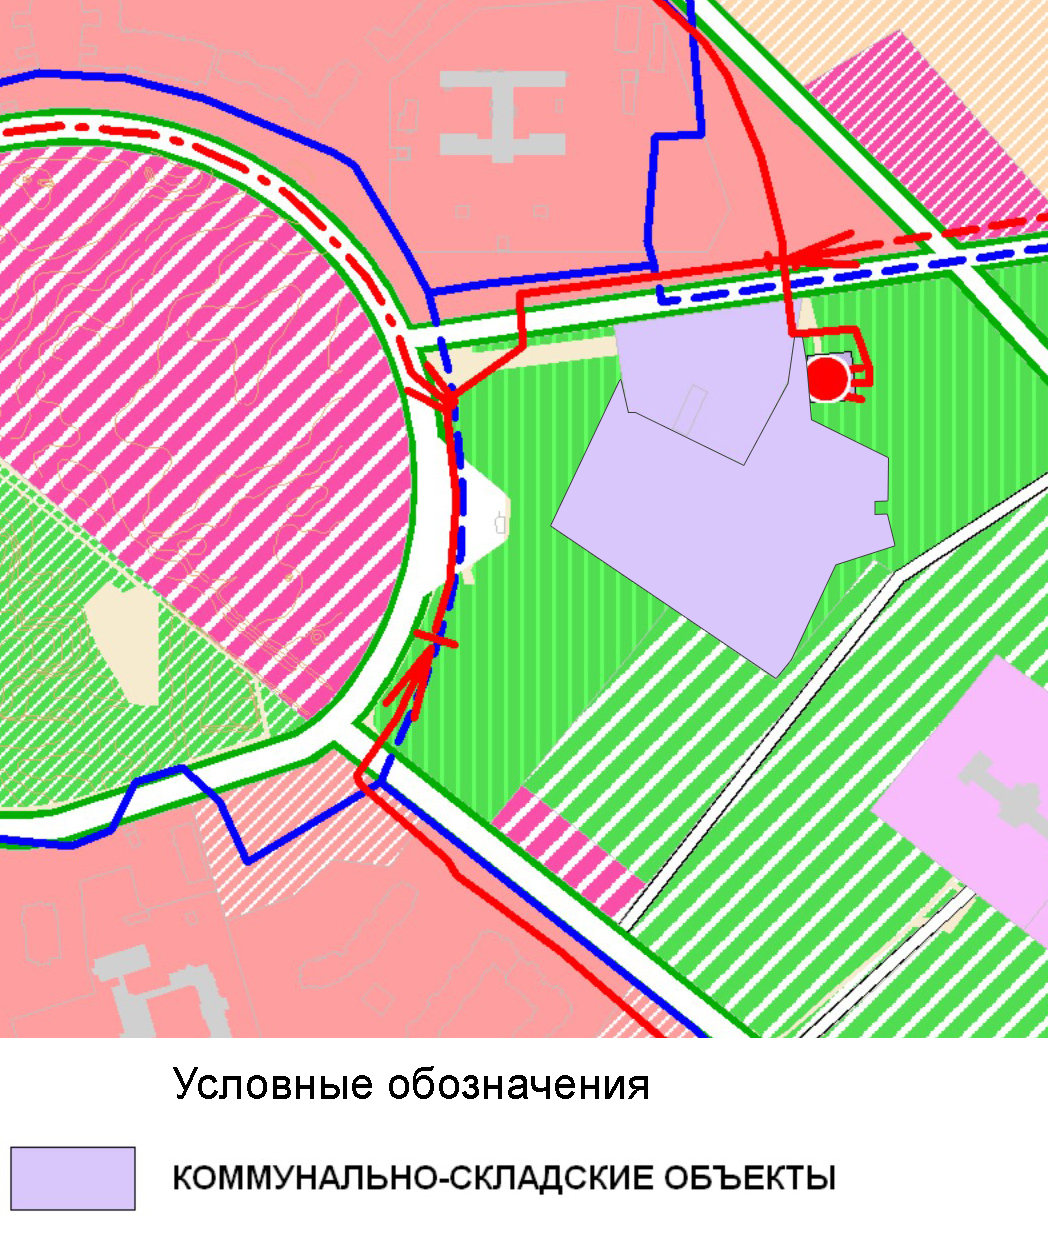 Условные обозначения
КОММУНАЛЬНО-СКЛАДСКИЕ ОБЪЕКТЫ